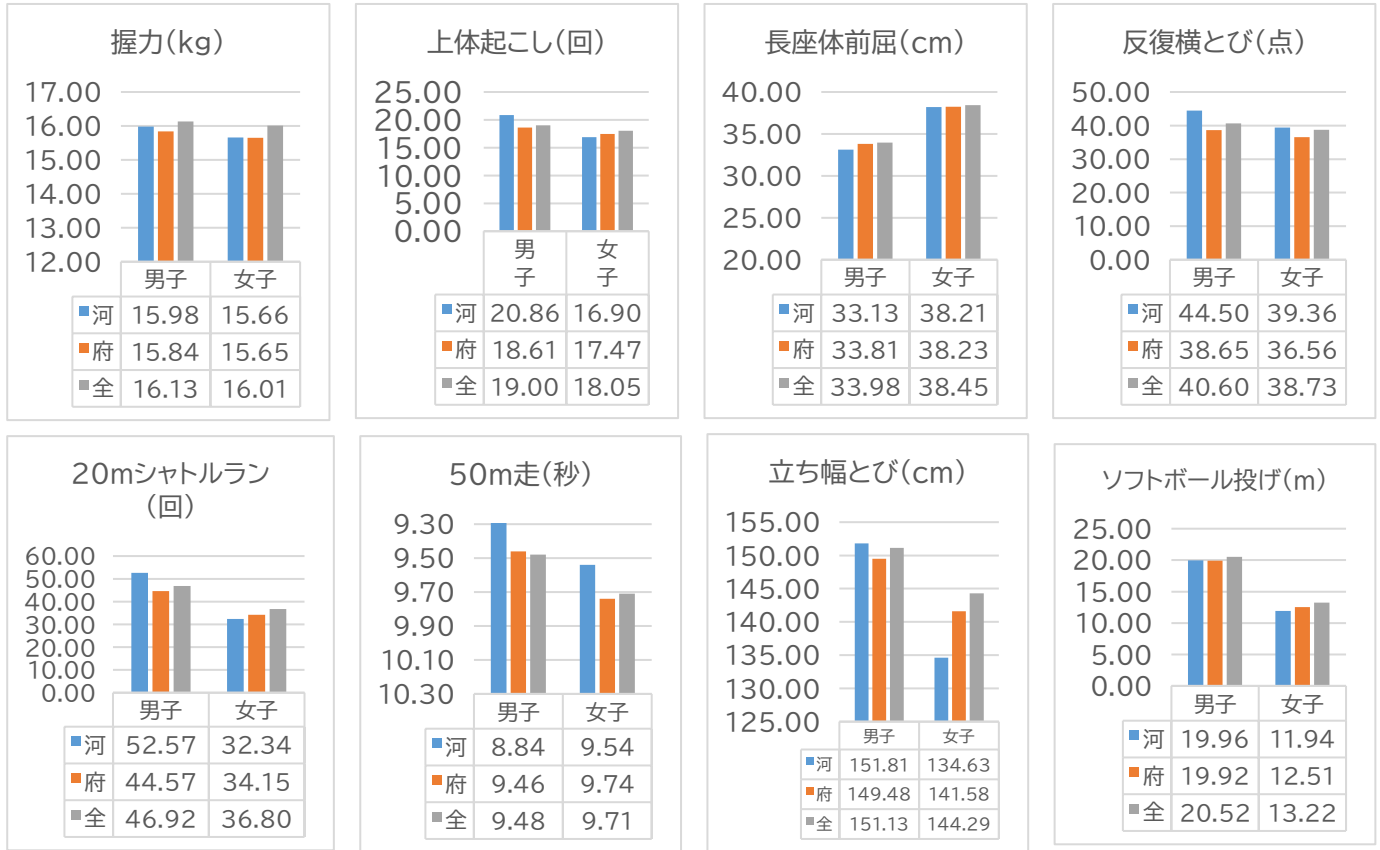 握力(kg)
17.00
16.00
15.00
14.00
13.00
12.00
男子 女子
河 15.98 15.66
府 15.84 15.65
全 16.13 16.01
上体起こし(回)
25.00
20.00
15.00
10.00
5.00
0.00
男子 女子
河 20.86 16.90
府 18.61 17.47
全 19.00 18.05
長座体前屈(cm)
40.00
35.00
30.00
25.00
20.00
男子 女子
河 33.13 38.21
府 33.81 38.23
全 33.98 38.45
反復横とび(点)
50.00
40.00
30.00
20.00
10.00
0.00
男子 女子
河 44.50 39.36
府 38.65 36.56
全 40.60 38.73
20mシャトルラン
(回)
60.00
50.00
40.00
30.00
20.00
10.00
0.00
男子 女子
河 52.57 32.34
府 44.57 34.15
全 46.92 36.80
50m走(秒)
9.30
9.50
9.70
9.90
10.10
10.30
男子 女子
河 8.84 9.54
府 9.46 9.74
全 9.48 9.71
立ち幅とび(cm)
155.00
150.00
145.00
140.00
135.00
130.00
125.00
男子 女子
河 151.81 134.63
府 149.48 141.58
全 151.13 144.29
ソフトボール投げ(m)
25.00
20.00
15.00
10.00
5.00
0.00
男子 女子
河 19.96 11.94
府 19.92 12.51
全 20.52 13.22